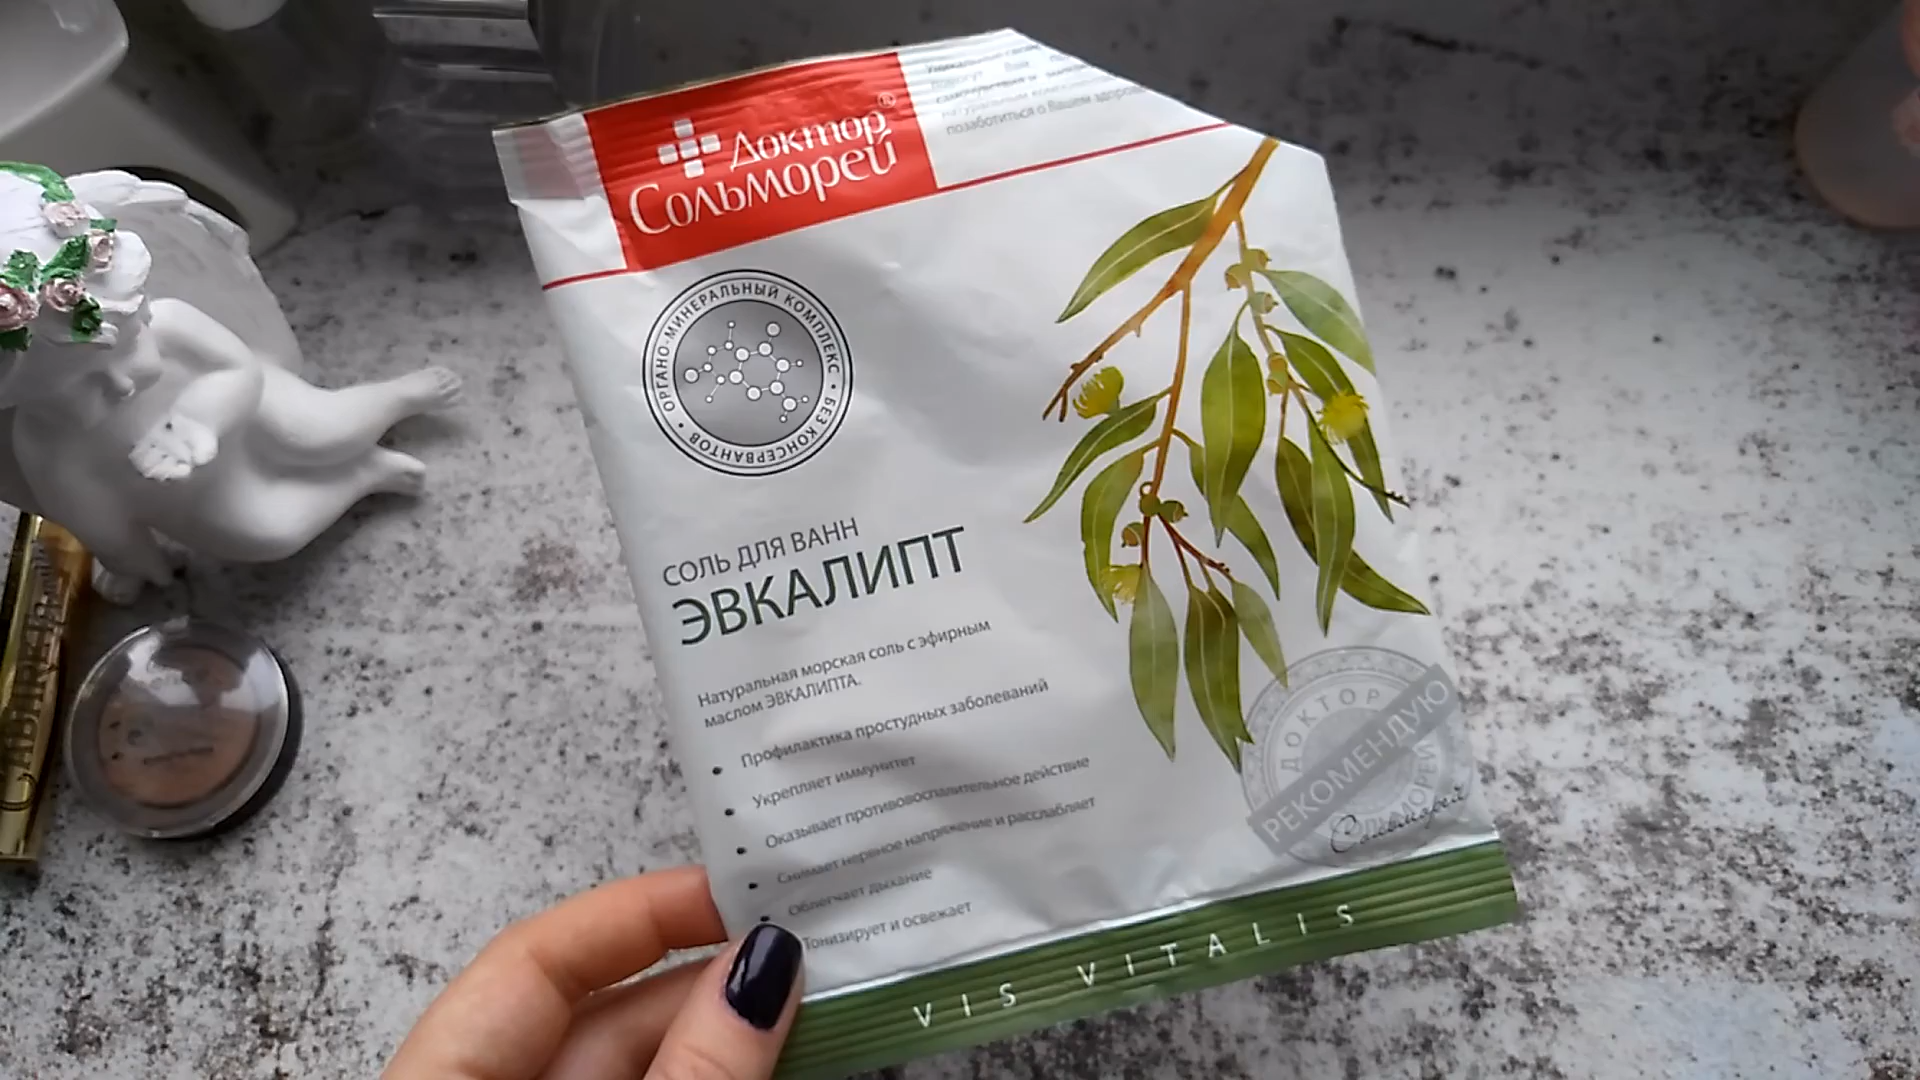 Доктор®
Сольморей
позаботиться о Вашем здоровье
ОРГАНО-МИНЕРАЛЬНЫЙ КОМПЛЕКС • БЕЗ КОНСЕРВАНТОВ •
СОЛЬ ДЛЯ ВАНН
ЭВКАЛИПТ
Натуральная морская соль с эфирным
маслом ЭВКАЛИПТА.
• Профилактика простудных заболеваний
• Укрепляет иммунитет
• Оказывает противовоспалительное действие
• Снимает нервное напряжение и расслабляет
• Облегчает дыхание
Тонизирует и освежает
ДОКТОР
РЕКОМЕНДУЮ
СОЛЬМОРЕЙ
Сольморей
VIS VITALIS